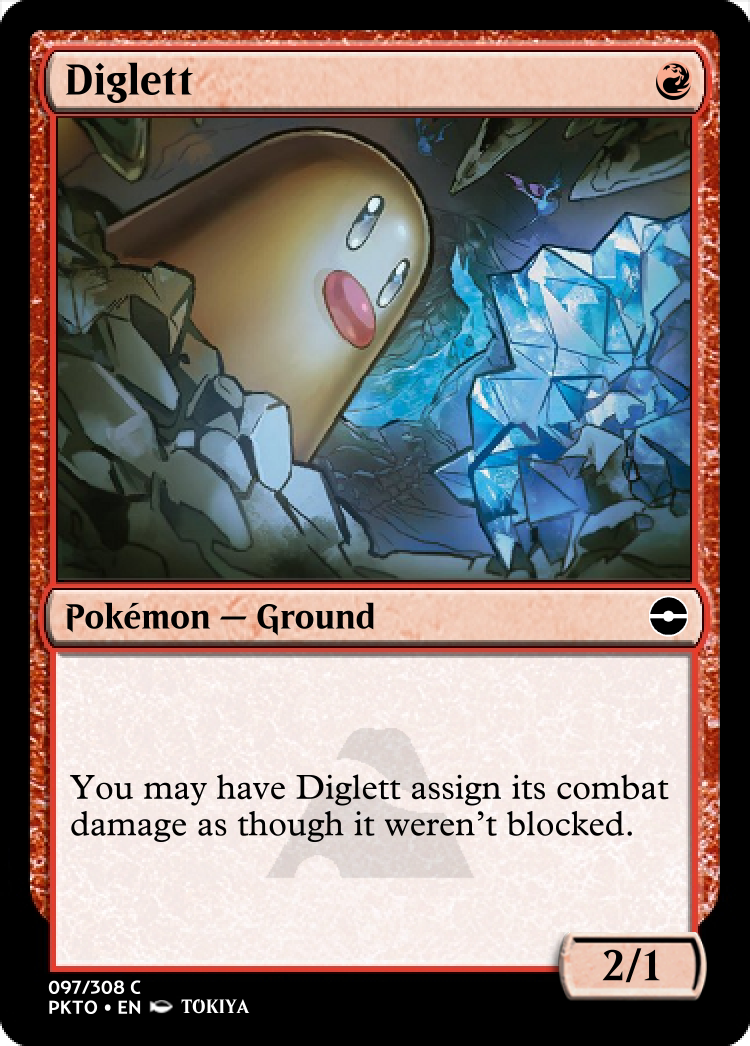 Diglett
Pokémon — Ground
You may have Diglett assign its combat
damage as though it weren't blocked.
2/1
097/308 C
PKTO • EN TOKIYA